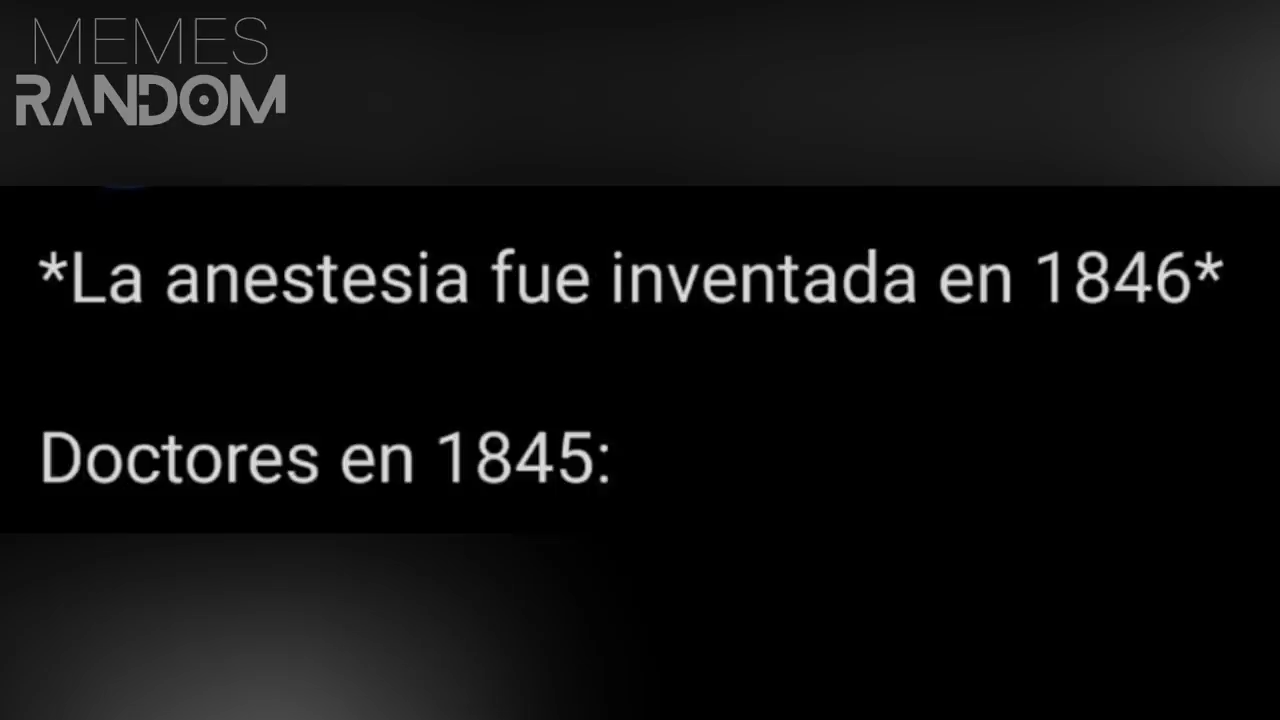 MEMES
RANDOM
*La anestesia fue inventada en 1846*
Doctores en 1845: